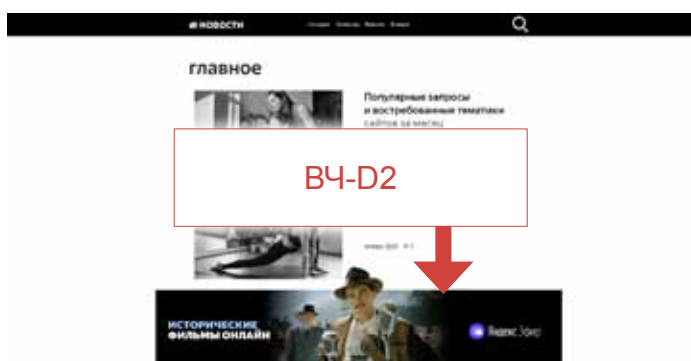 НОВОСТИ
главное
Популярные запросы
и востребованные тематики
сайтов за месяц
ВЧ-D2
ИСТОРИЧЕСКИЕ
ФИЛЬМЫ ОНЛАЙН
Яндекс Эфир